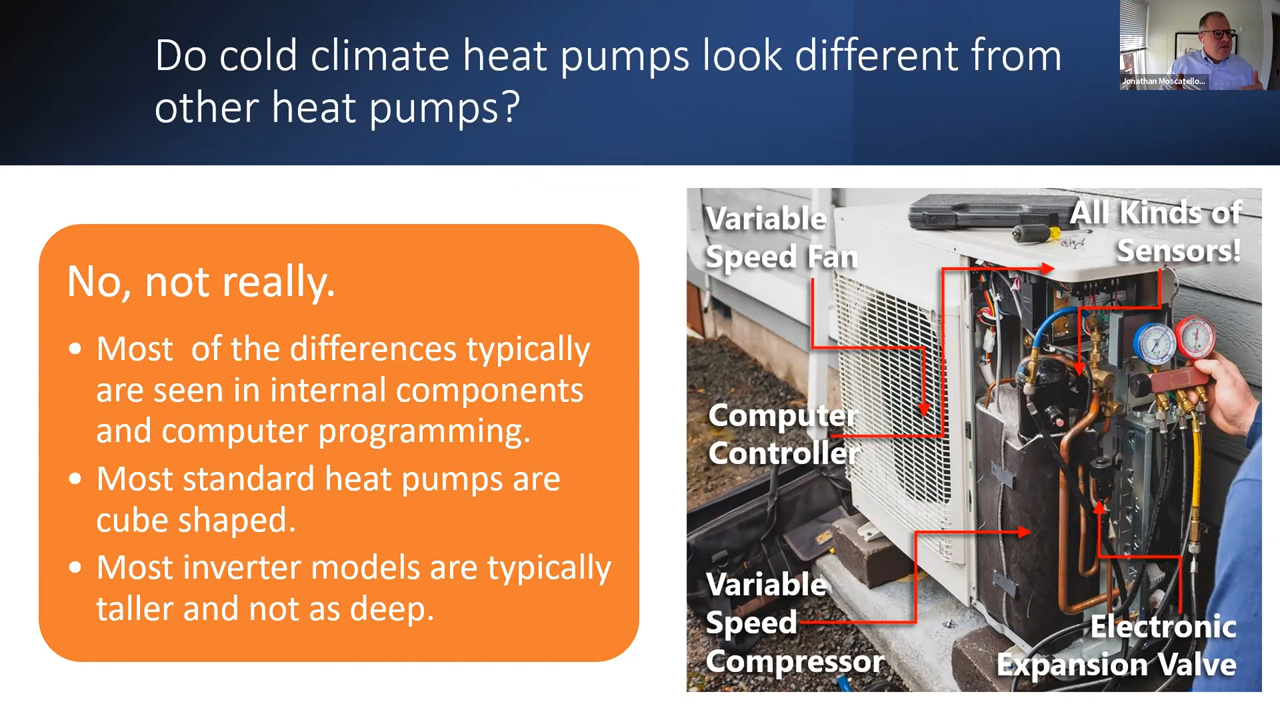 Do cold climate heat pumps look different from
other heat pumps?
Jonathan Moscatello...
No, not really.
• Most  of the differences typically
are seen in internal components
and computer programming.
• Most standard heat pumps are
cube shaped.
• Most inverter models are typically
taller and not as deep.
Variable
Speed Fan
All Kinds of
Sensors!
Computer
Controller
Variable
Speed
Compressor
Electronic
Expansion Valve